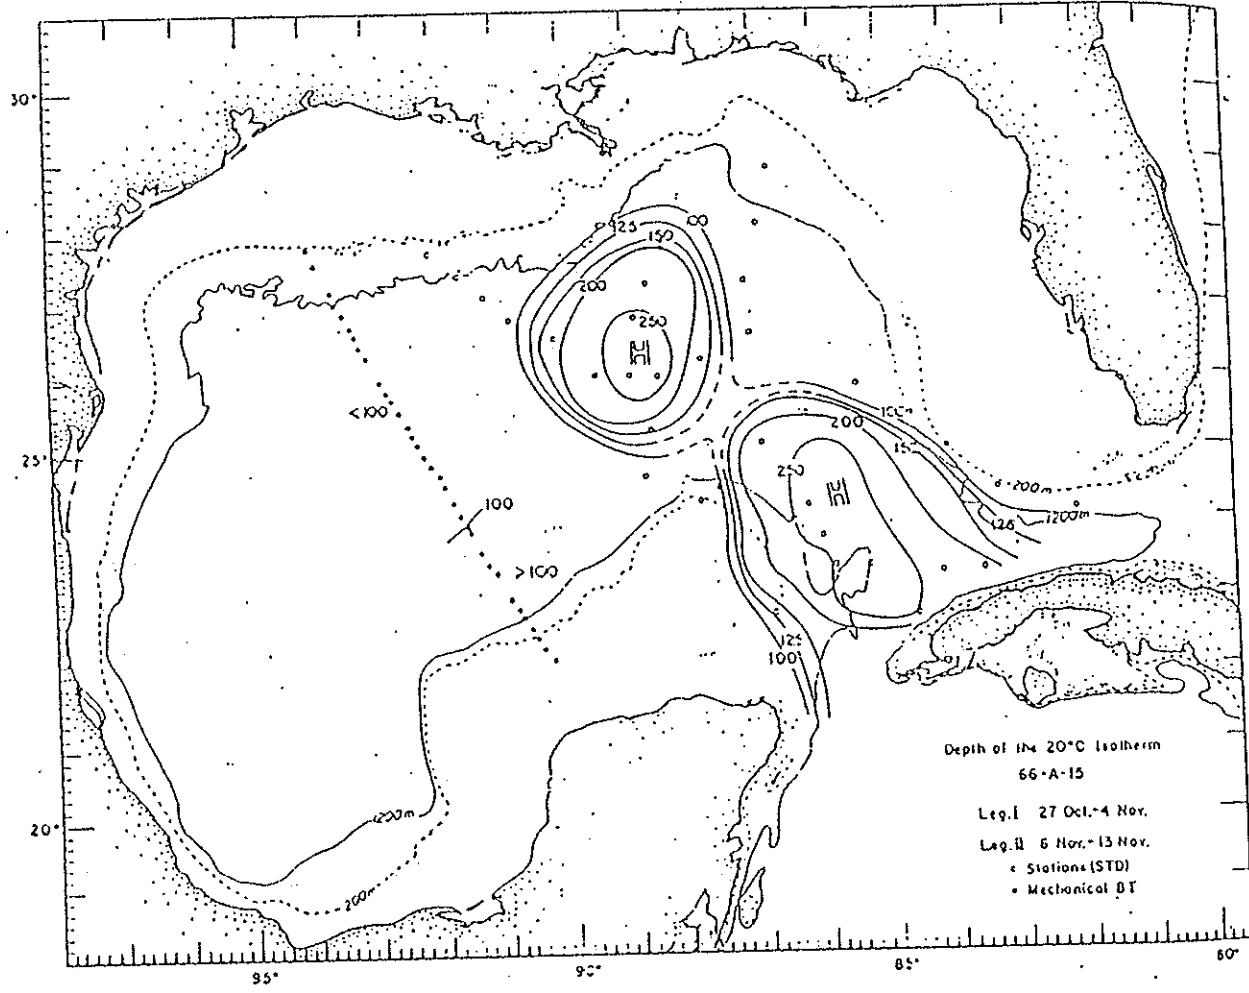 30°
100
125
150
200
250
<100
25°
100
>100
100
150
200
250
6-200m
125
1200m
125
100
Depth of the 20°C Isotherm
66-A-15
Leg.I 27 Oct.-4 Nov.
Leg.II 6 Nov.-13 Nov.
Stations (STD)
Mechanical BT
20°
1200m
200m
95°
90°
85°
80°